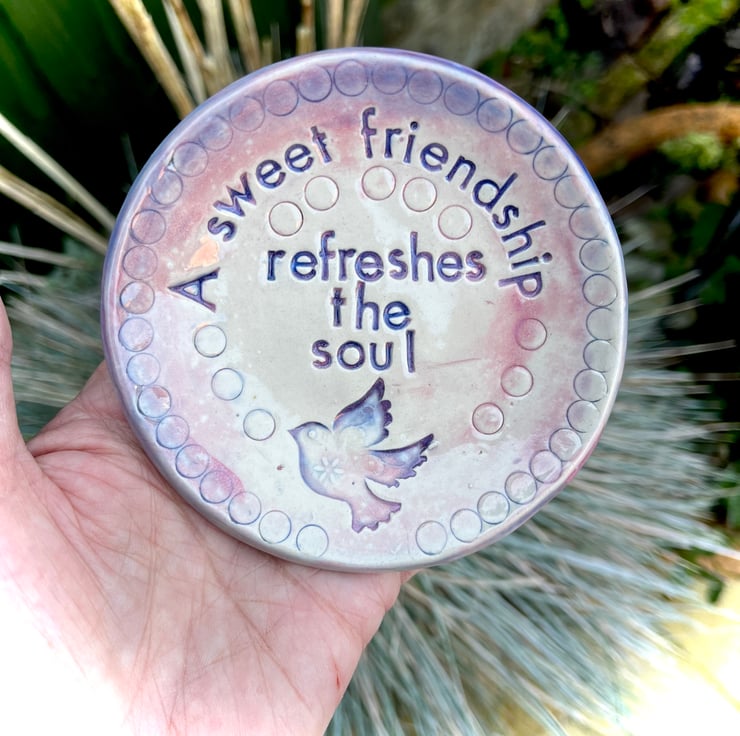 A sweet friendship
refreshes
the
soul